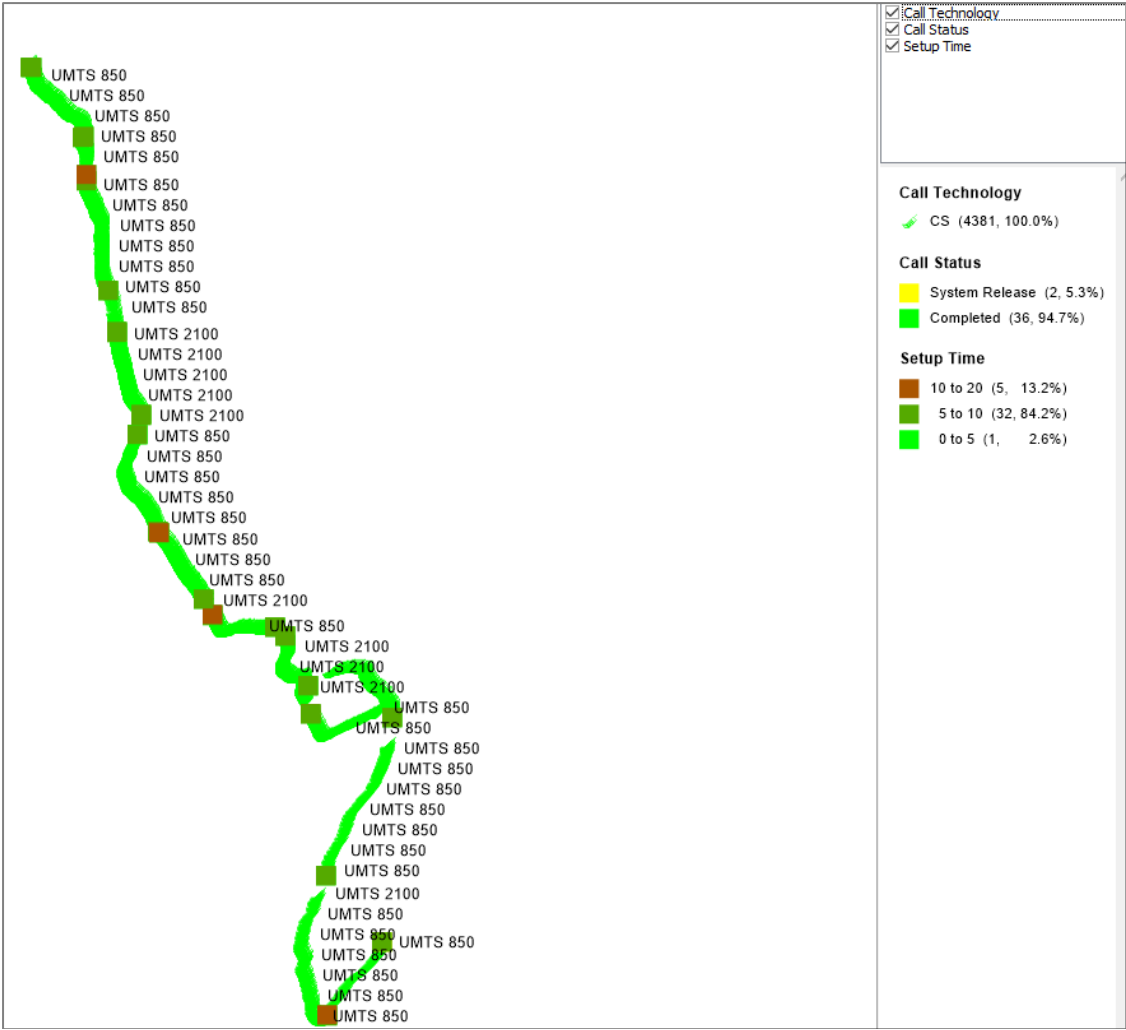 Call Technology
Call Status
Setup Time
UMTS 850
UMTS 850
UMTS 850
UMTS 850
UMTS 850
UMTS 850
UMTS 850
UMTS 850
UMTS 850
UMTS 850
UMTS 850
UMTS 850
UMTS 2100
UMTS 2100
UMTS 2100
UMTS 2100
UMTS 2100
UMTS 850
UMTS 850
UMTS 850
UMTS 850
UMTS 850
UMTS 850
UMTS 850
UMTS 850
UMTS 2100
UMTS 850
UMTS 2100
UMTS 2100
UMTS 2100
UMTS 850
UMTS 850
UMTS 850
UMTS 850
UMTS 850
UMTS 850
UMTS 850
UMTS 850
UMTS 850
UMTS 2100
UMTS 850
UMTS 850
UMTS 850
UMTS 850
UMTS 850
UMTS 850
UMTS 850
Call Technology
CS (4381, 100.0%)
Call Status
System Release (2, 5.3%)
Completed (36, 94.7%)
Setup Time
10 to 20 (5, 13.2%)
5 to 10 (32, 84.2%)
0 to 5 (1, 2.6%)